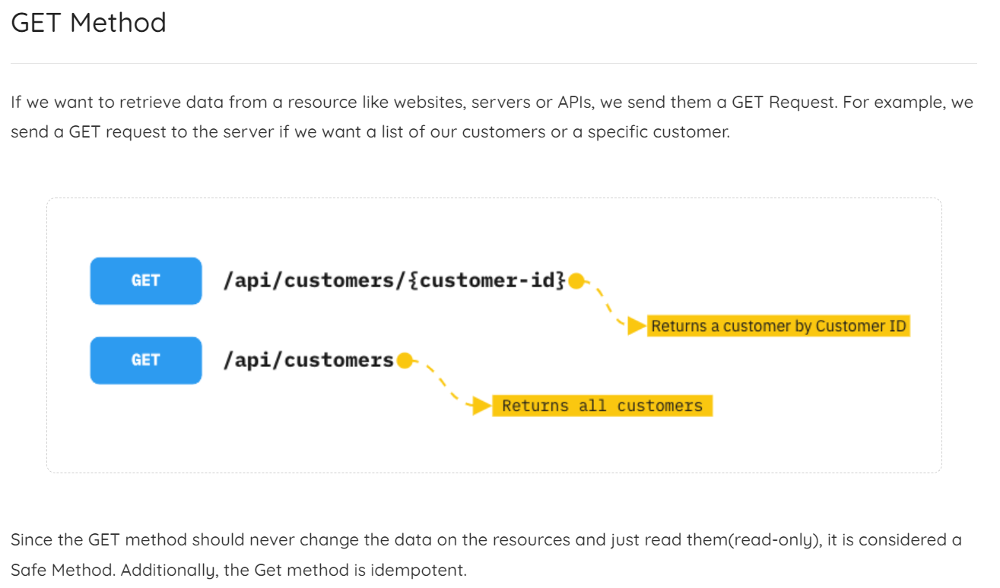 GET Method
If we want to retrieve data from a resource like websites, servers or APIs, we send them a GET Request. For example, we
send a GET request to the server if we want a list of our customers or a specific customer.
GET /api/customers/{customer-id}
Returns a customer by Customer ID
GET /api/customers
Returns all customers
Since the GET method should never change the data on the resources and just read them(read-only), it is considered a
Safe Method. Additionally, the Get method is idempotent.